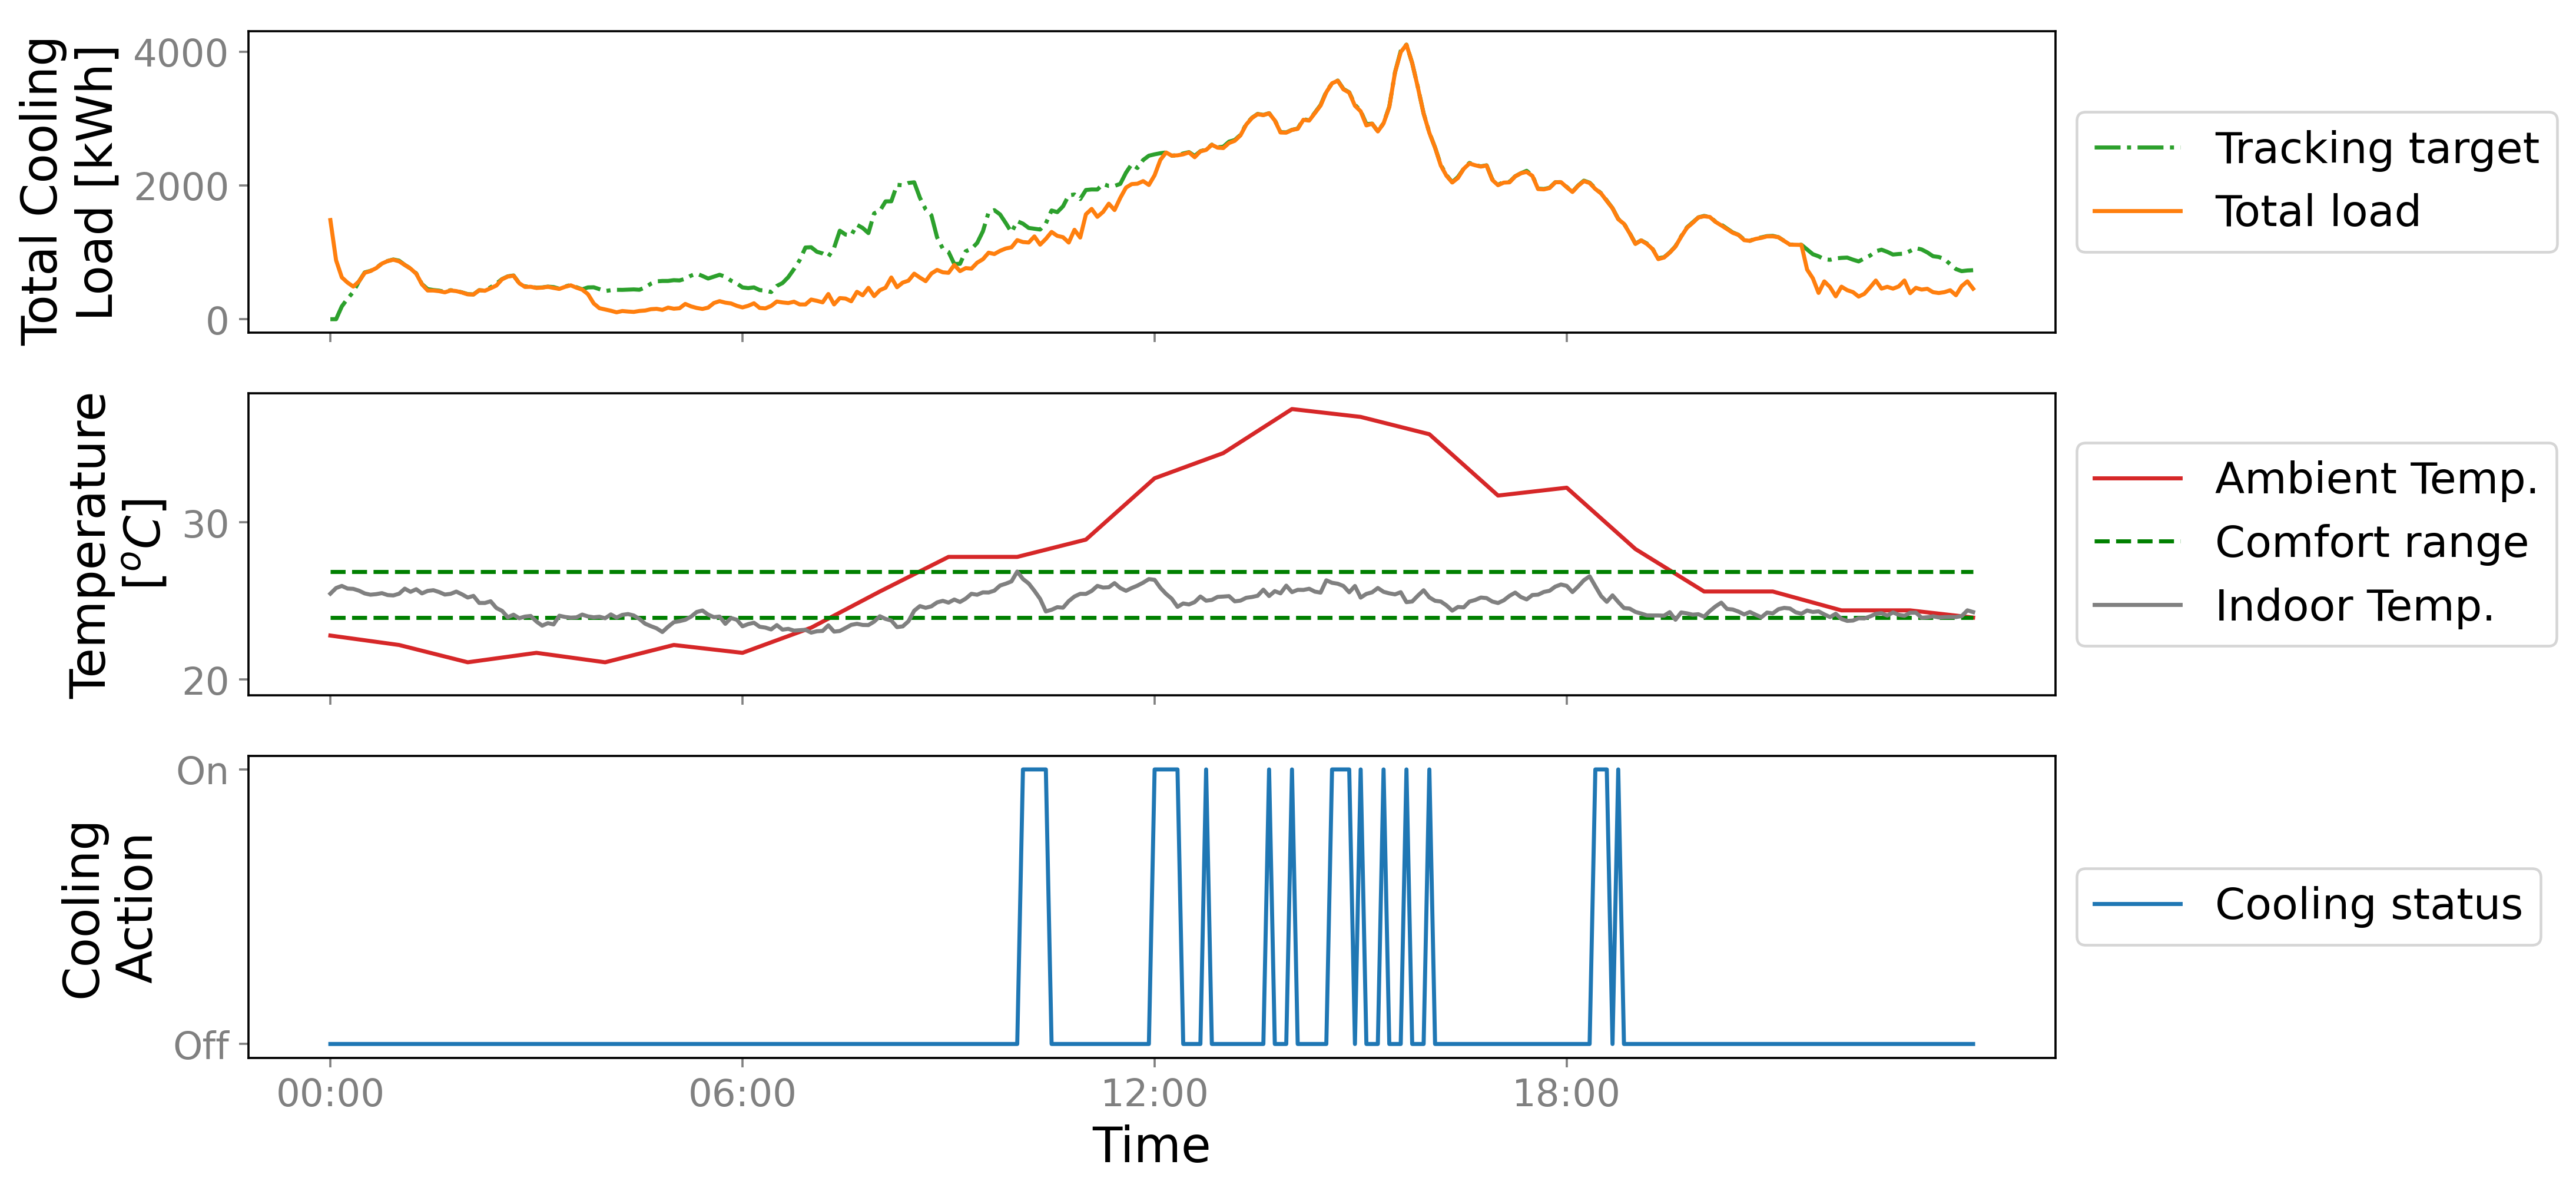 Total Cooling
Load [kWh]
4000
2000
0
Tracking target
Total load
Temperature
[°C]
30
20
Ambient Temp.
Comfort range
Indoor Temp.
Cooling
Action
On
Off
Cooling status
00:00
06:00
12:00
18:00
Time